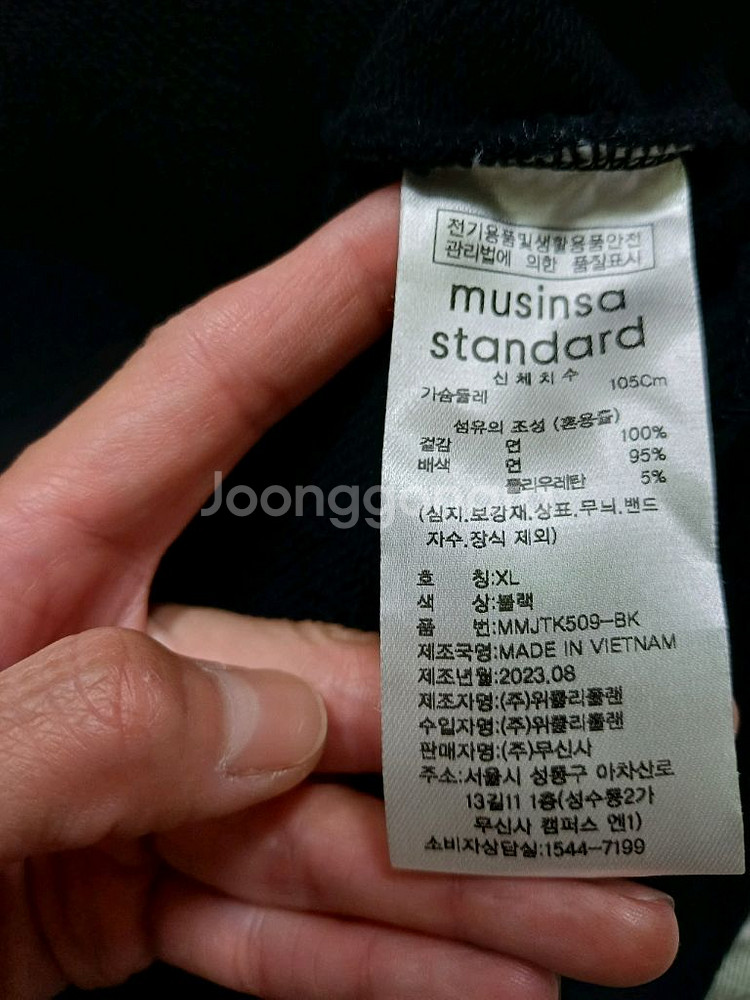 전기용품및생활용품안전
관리법에 의한 품질표시
musinsa
standard
신체치수
가슴둘레 105Cm
섬유의 조성 (혼용율)
겉감 면 100%
배색 면 95%
폴리우레탄 5%
(심지.보강재.상표.무늬.밴드
자수.장식 제외)
호 칭:XL
색 상:블랙
품 번:MMJTK509-BK
제조국명:MADE IN VIETNAM
제조년월:2023.08
제조자명:(주)위플리플랜
수입자명:(주)위플리플랜
판매자명:(주)무신사
주소:서울시 성동구 아차산로
13길11 1층(성수동2가
무신사 캠퍼스 엔1)
소비자상담실:1544-7199